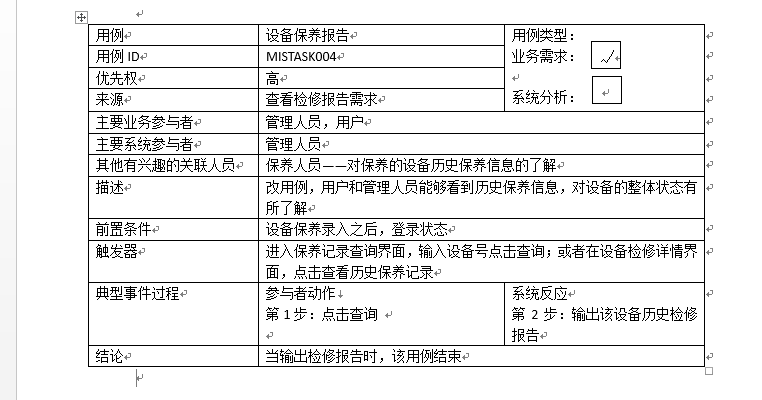 用例 设备保养报告 用例类型：
用例 ID MISTASK004 业务需求： ✓
优先权 高
来源 查看检修报告需求 系统分析：
主要业务参与者 管理人员，用户
主要系统参与者 管理人员
其他有兴趣的关联人员 保养人员——对保养的设备历史保养信息的了解
描述 改用例，用户和管理人员能够看到历史保养信息，对设备的整体状态有
所了解
前置条件 设备保养录入之后，登录状态
触发器 进入保养记录查询界面，输入设备号点击查询；或者在设备检修详情界
面，点击查看历史保养记录
典型事件过程 参与者动作 系统反应
第 1 步：点击查询 第 2 步：输出该设备历史检修
报告
结论 当输出检修报告时，该用例结束